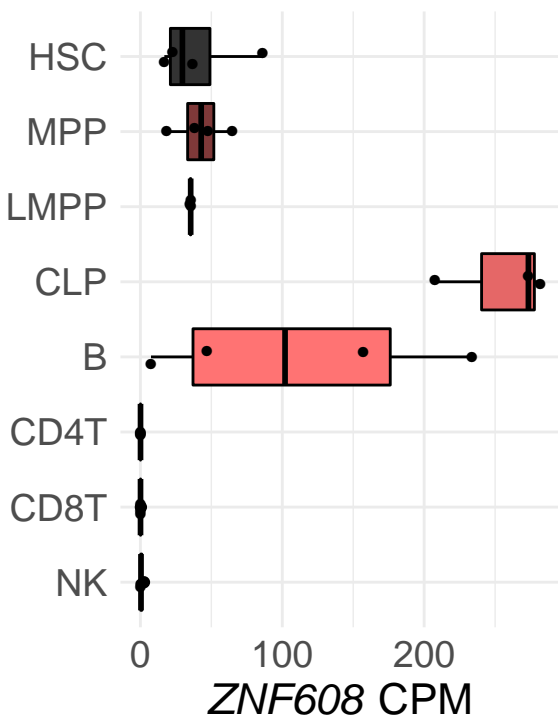 HSC
MPP
LMPP
CLP
B
CD4T
CD8T
NK
0 100 200
ZNF608 CPM